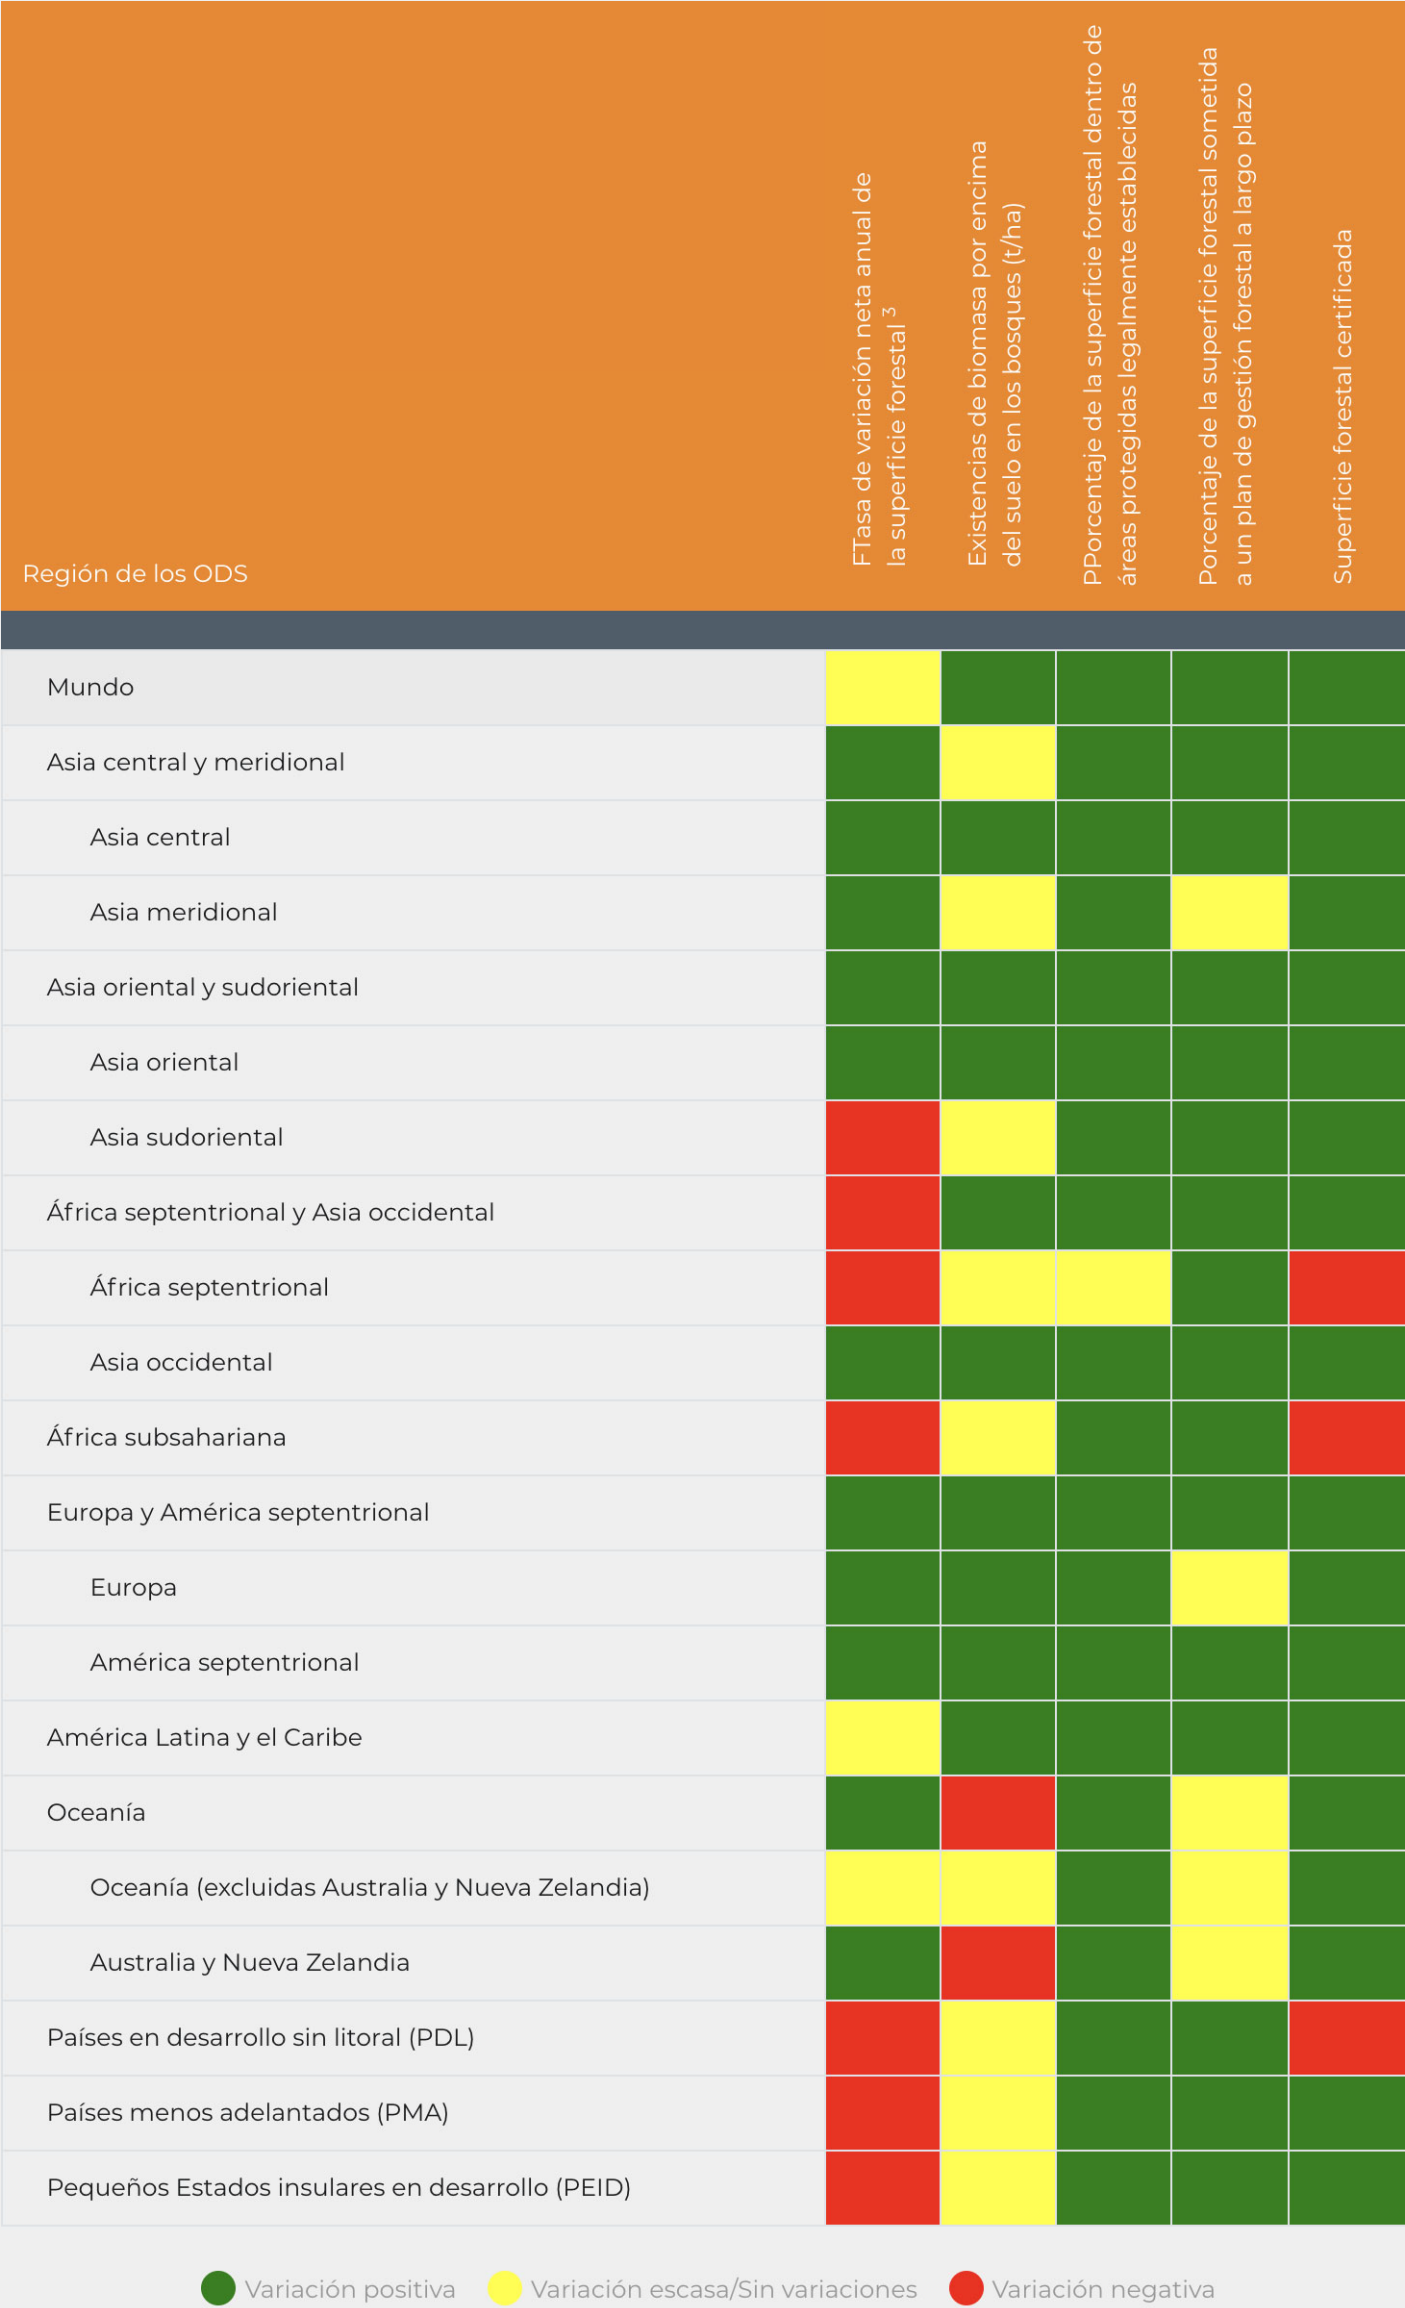 FTasa de variación neta anual de
la superficie forestal 3
Existencias de biomasa por encima
del suelo en los bosques (t/ha)
PPorcentaje de la superficie forestal dentro de
áreas protegidas legalmente establecidas
Porcentaje de la superficie forestal sometida
a un plan de gestión forestal a largo plazo
Superficie forestal certificada
Región de los ODS
Mundo
Asia central y meridional
Asia central
Asia meridional
Asia oriental y sudoriental
Asia oriental
Asia sudoriental
África septentrional y Asia occidental
África septentrional
Asia occidental
África subsahariana
Europa y América septentrional
Europa
América septentrional
América Latina y el Caribe
Oceanía
Oceanía (excluidas Australia y Nueva Zelandia)
Australia y Nueva Zelandia
Países en desarrollo sin litoral (PDL)
Países menos adelantados (PMA)
Pequeños Estados insulares en desarrollo (PEID)
Variación positiva Variación escasa/Sin variaciones Variación negativa